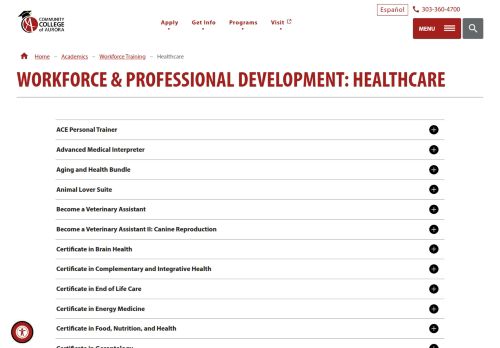 COMMUNITY
COLLEGE
of AURORA
Apply
Get Info
Programs
Visit
Español
303-360-4700
MENU
Home – Academics – Workforce Training – Healthcare
WORKFORCE & PROFESSIONAL DEVELOPMENT: HEALTHCARE
ACE Personal Trainer
Advanced Medical Interpreter
Aging and Health Bundle
Animal Lover Suite
Become a Veterinary Assistant
Become a Veterinary Assistant II: Canine Reproduction
Certificate in Brain Health
Certificate in Complementary and Integrative Health
Certificate in End of Life Care
Certificate in Energy Medicine
Certificate in Food, Nutrition, and Health
Certificate in Gerontology